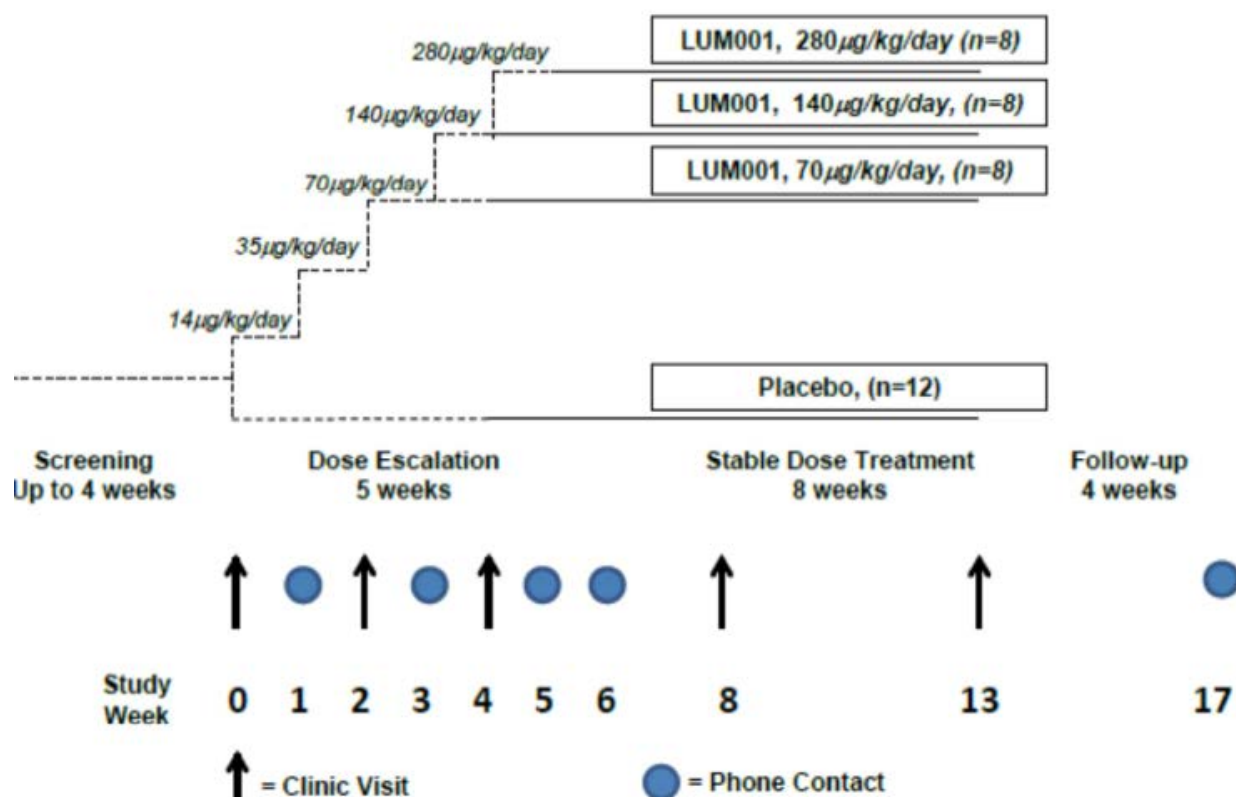 280µg/kg/day
LUM001, 280µg/kg/day (n=8)
140µg/kg/day
LUM001, 140µg/kg/day, (n=8)
70µg/kg/day
LUM001, 70µg/kg/day, (n=8)
35µg/kg/day
14µg/kg/day
Placebo, (n=12)
Screening
Up to 4 weeks
Dose Escalation
5 weeks
Stable Dose Treatment
8 weeks
Follow-up
4 weeks
Study
Week
0 1 2 3 4 5 6 8 13 17
= Clinic Visit
= Phone Contact